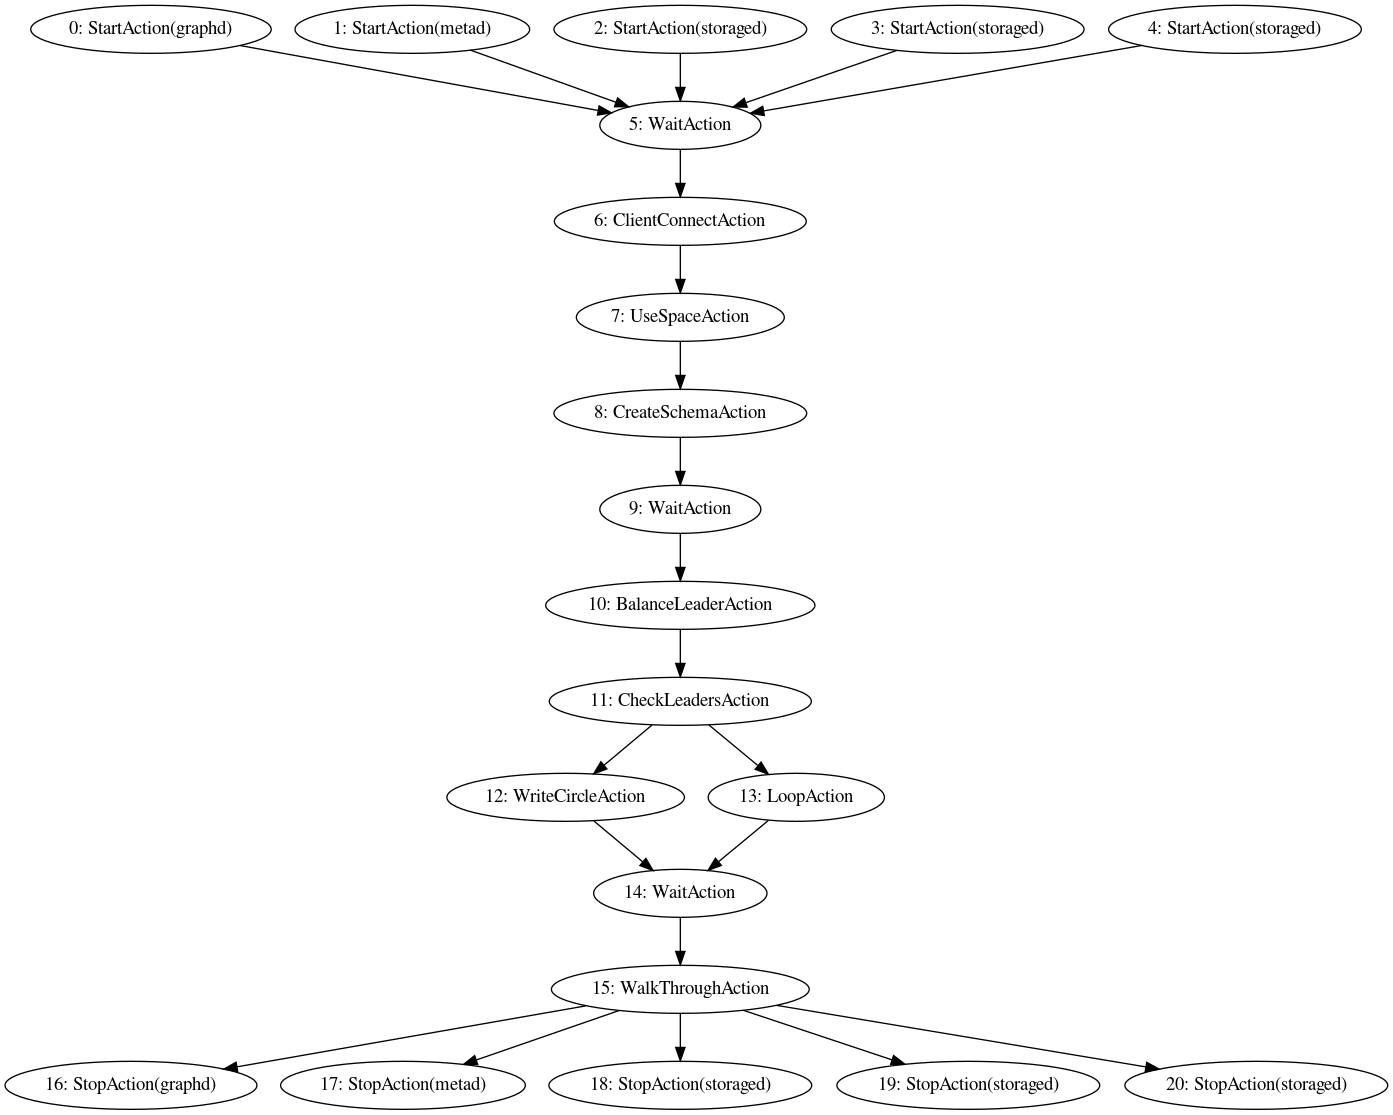 0: StartAction(graphd)
1: StartAction(metad)
2: StartAction(storaged)
3: StartAction(storaged)
4: StartAction(storaged)
5: WaitAction
6: ClientConnectAction
7: UseSpaceAction
8: CreateSchemaAction
9: WaitAction
10: BalanceLeaderAction
11: CheckLeadersAction
12: WriteCircleAction
13: LoopAction
14: WaitAction
15: WalkThroughAction
16: StopAction(graphd)
17: StopAction(metad)
18: StopAction(storaged)
19: StopAction(storaged)
20: StopAction(storaged)